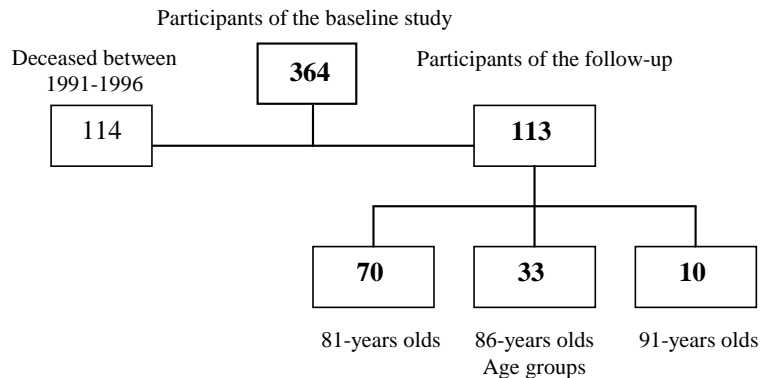 Participants of the baseline study
364
Deceased between
1991-1996
114
Participants of the follow-up
113
70
33
10
81-years olds
86-years olds
91-years olds
Age groups